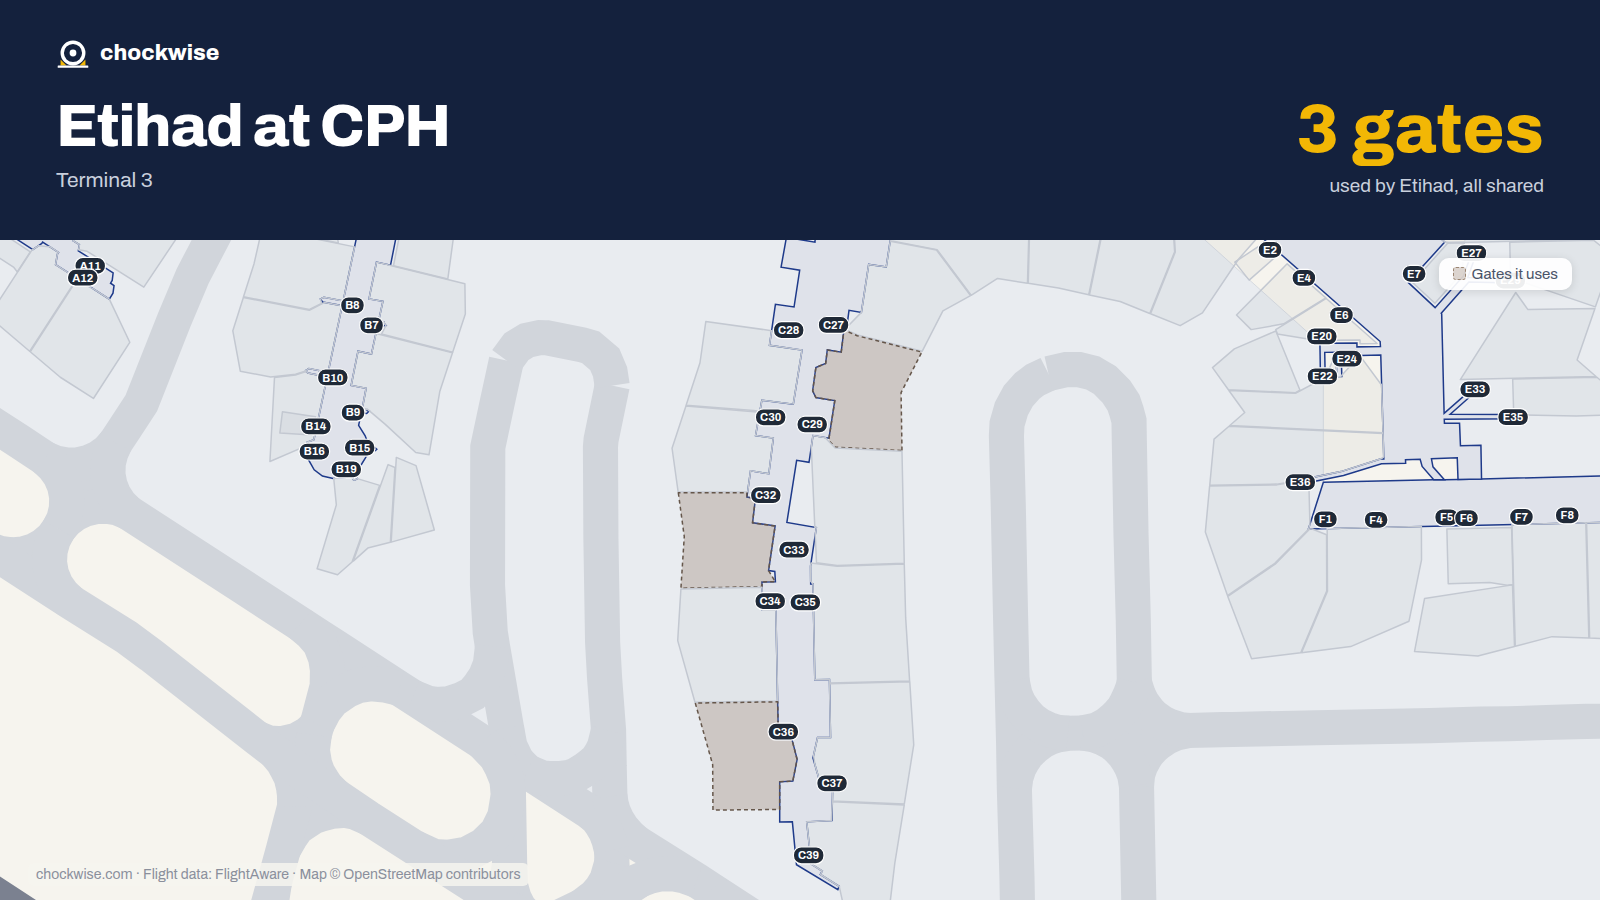 chockwise
Etihad at CPH
Terminal 3
3 gates
used by Etihad, all shared
Gates it uses
A11
A12
B8
B7
B10
B9
B14
B16
B15
B19
C28
C27
C30
C29
C32
C33
C34
C35
C36
C37
C39
E2
E4
E6
E7
E27
E20
E24
E22
E33
E35
E36
F1
F4
F5
F6
F7
F8
chockwise.com · Flight data: FlightAware · Map © OpenStreetMap contributors